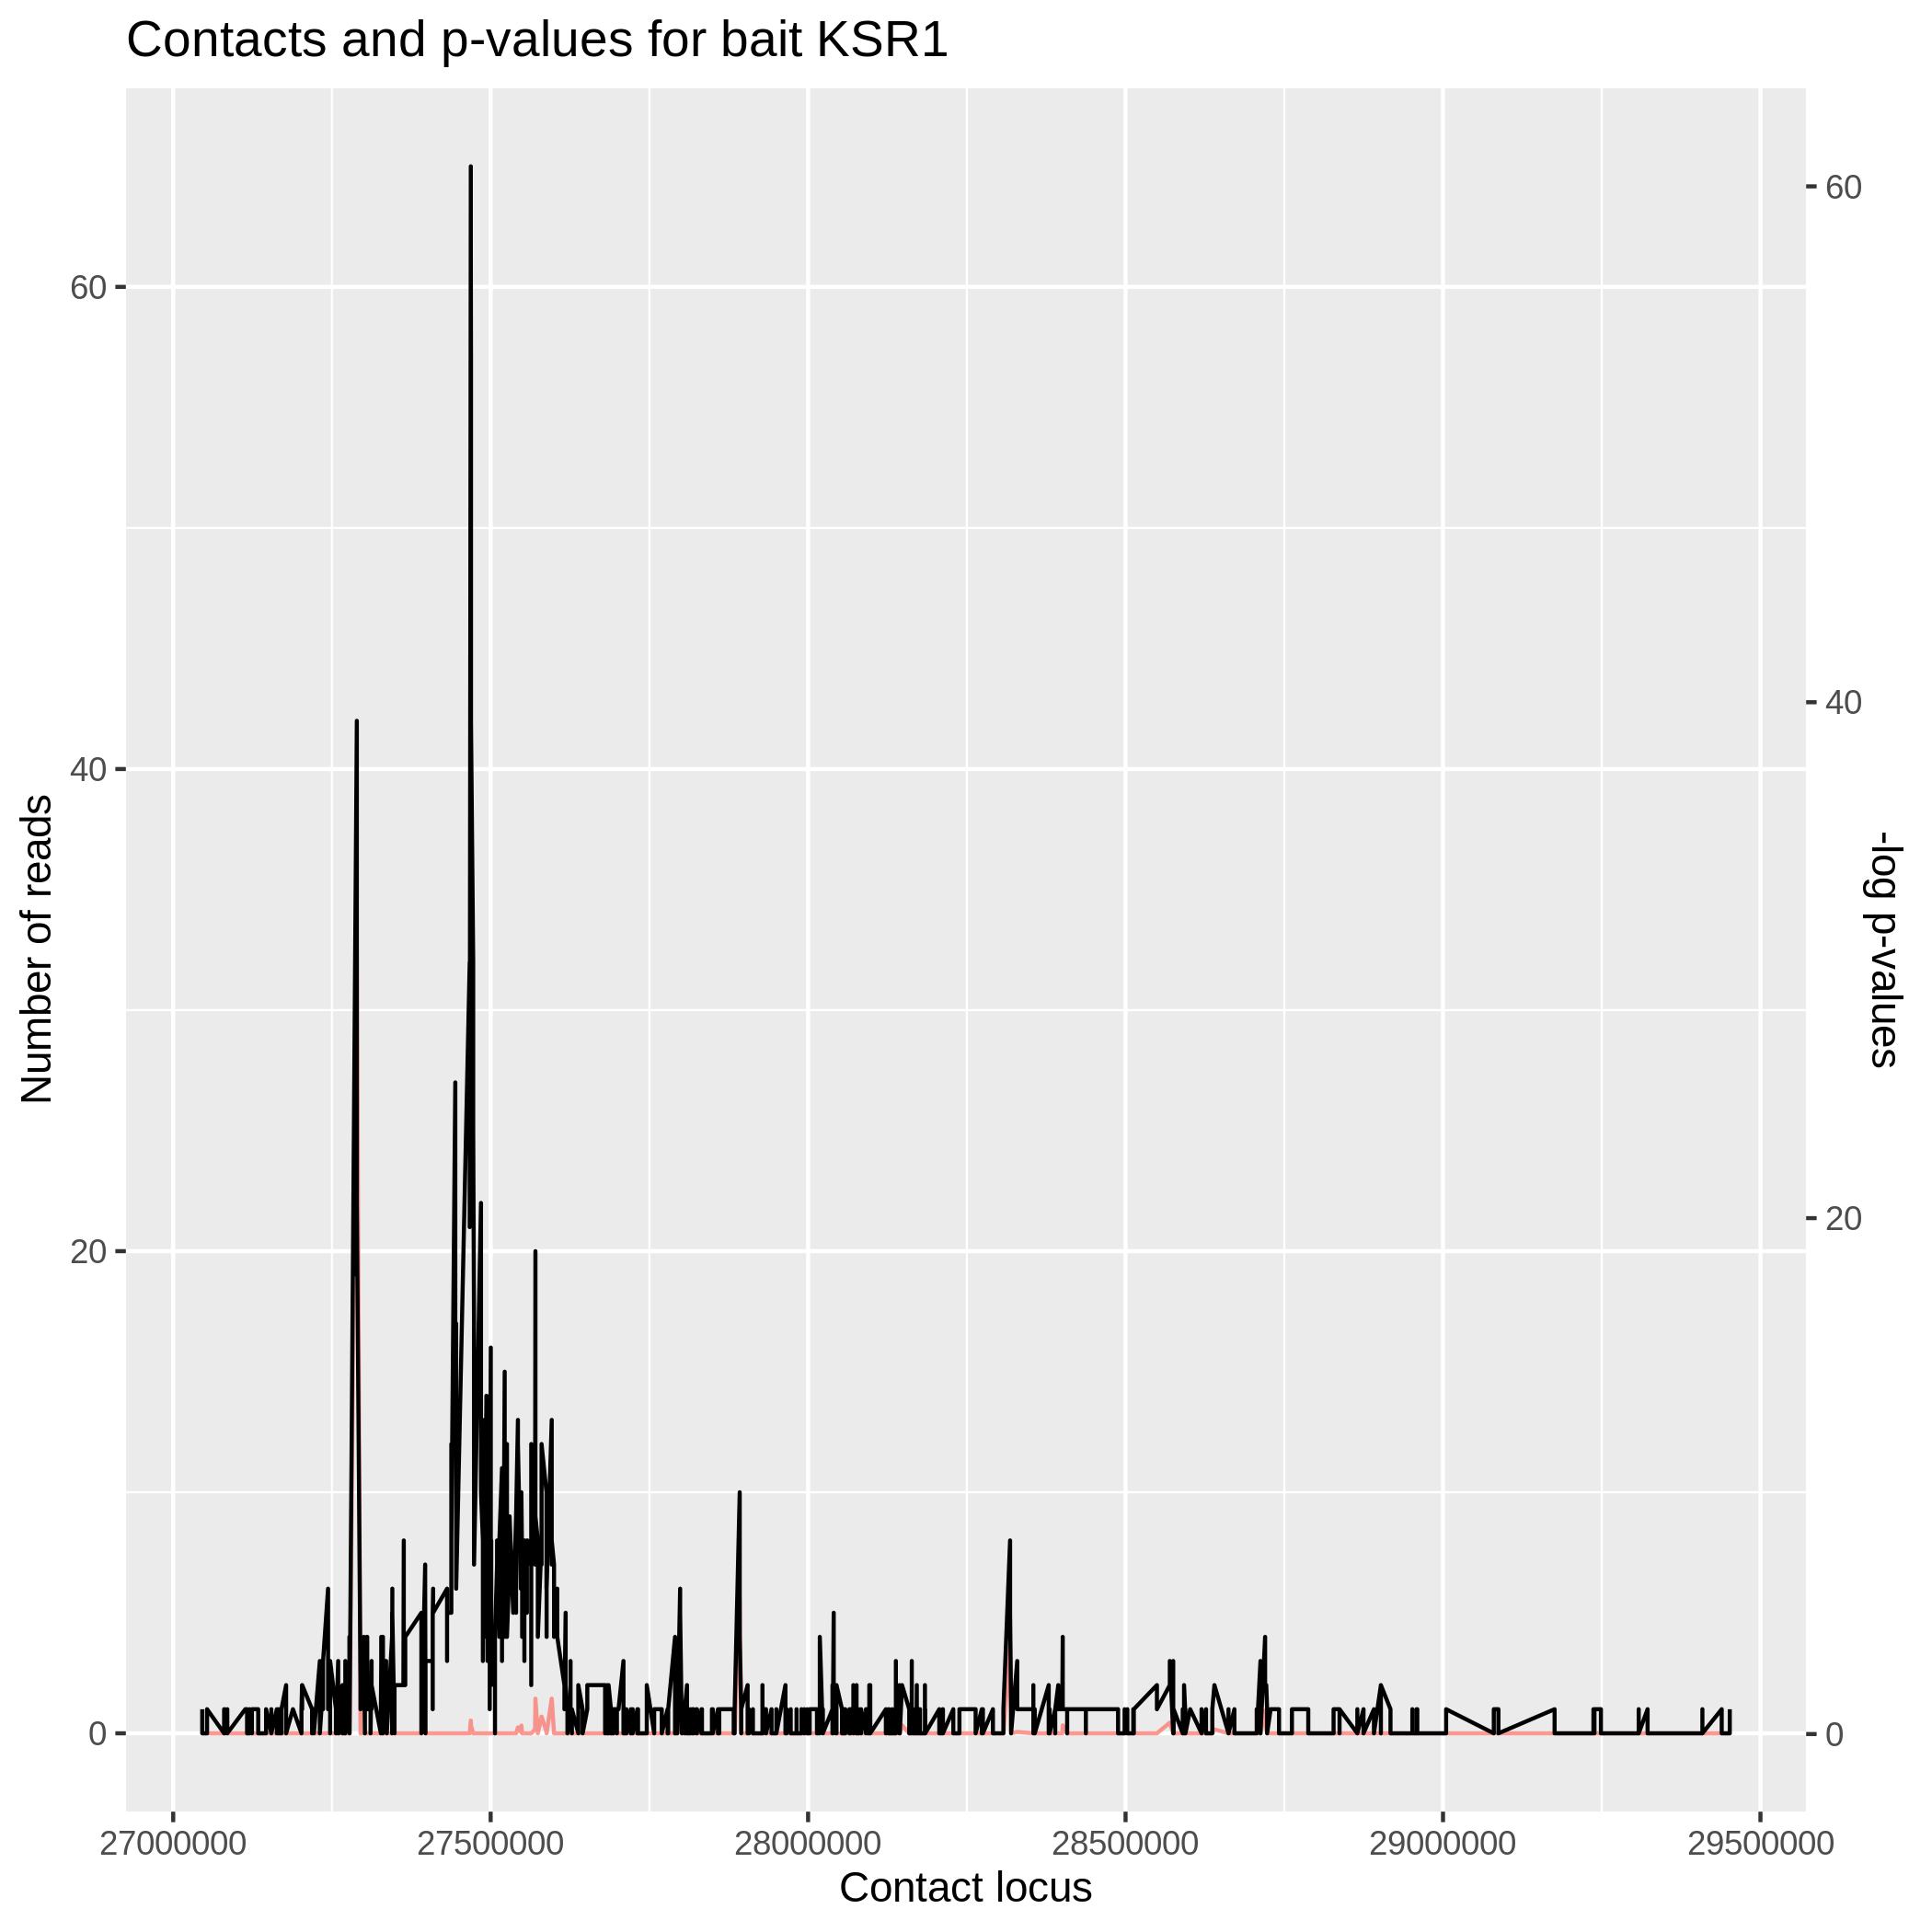 Contacts and p-values for bait KSR1
60
40
20
0
Number of reads
60
40
20
0
-log p-values
27000000 27500000 28000000 28500000 29000000 29500000
Contact locus